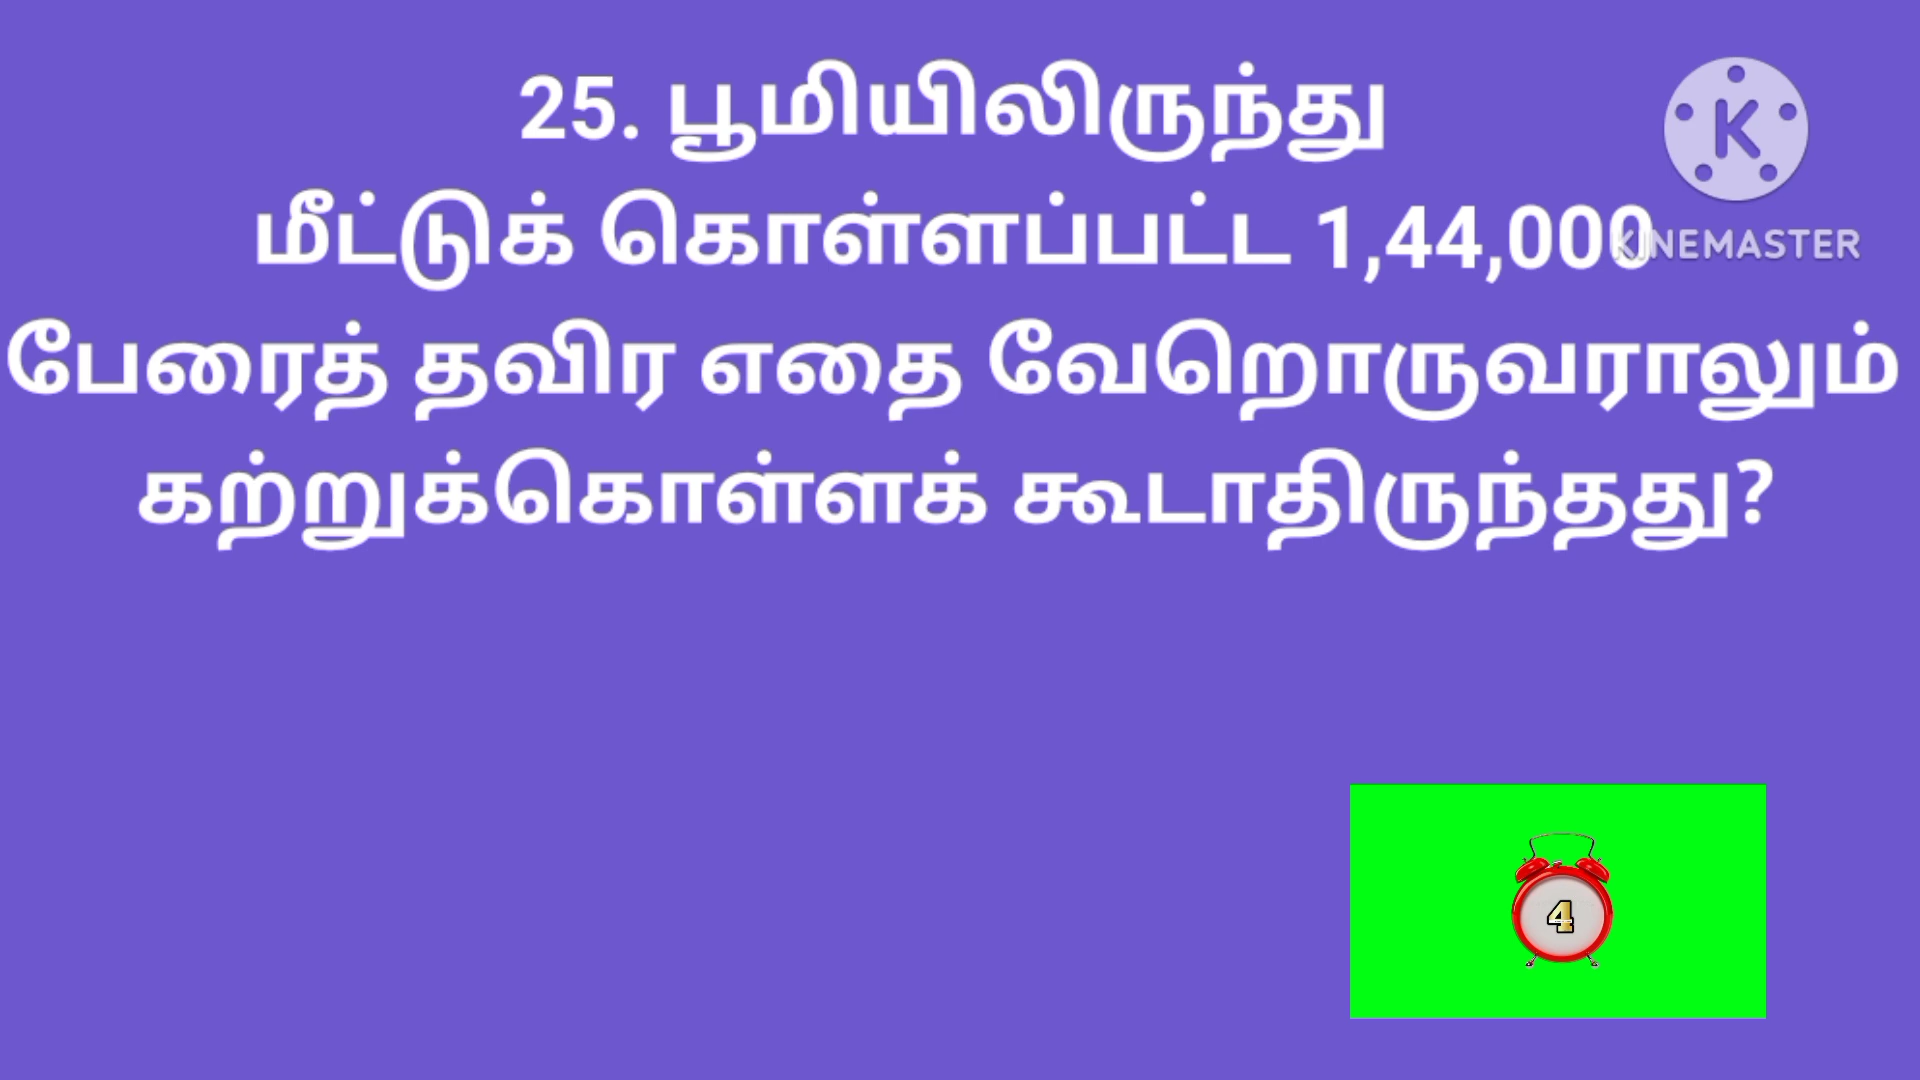 25. பூமியிலிருந்து
மீட்டுக் கொள்ளப்பட்ட 1,44,000
பேரைத் தவிர எதை வேறொருவராலும்
கற்றுக்கொள்ளக் கூடாதிருந்தது?
K
KINEMASTER
4